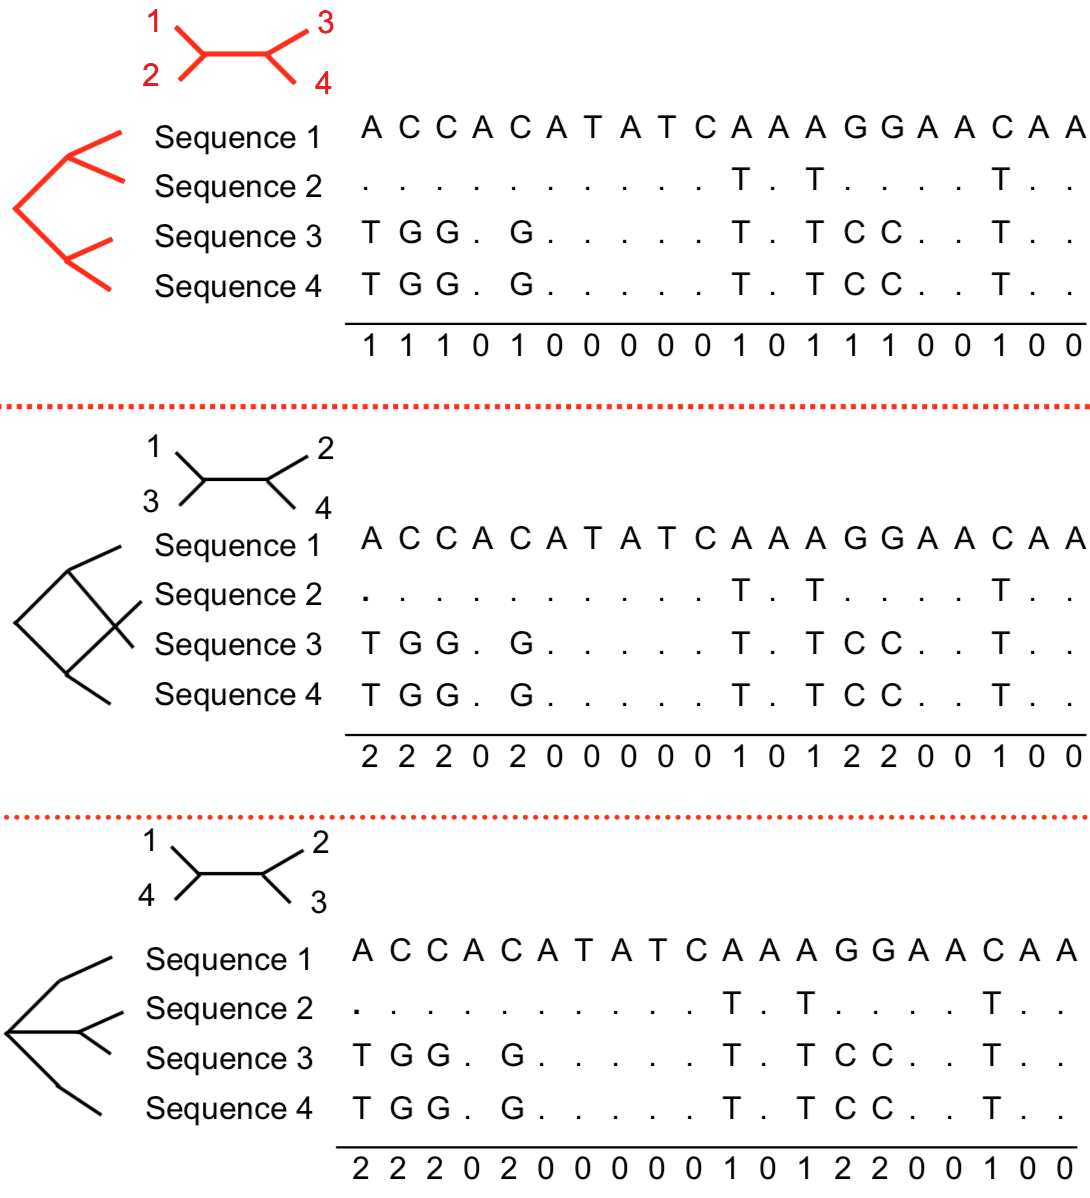 1 3
2 4
Sequence 1 A C C A C A T A T C A A A G G A A C A A
Sequence 2 . . . . . . . . . . T . T . . . . T . .
Sequence 3 T G G . G . . . . . T . T C C . . T . .
Sequence 4 T G G . G . . . . . T . T C C . . T . .
1 1 1 0 1 0 0 0 0 0 1 0 1 1 1 0 0 1 0 0
1 2
3 4
Sequence 1 A C C A C A T A T C A A A G G A A C A A
Sequence 2 . . . . . . . . . . T . T . . . . T . .
Sequence 3 T G G . G . . . . . T . T C C . . T . .
Sequence 4 T G G . G . . . . . T . T C C . . T . .
2 2 2 0 2 0 0 0 0 0 1 0 1 2 2 0 0 1 0 0
1 2
4 3
Sequence 1 A C C A C A T A T C A A A G G A A C A A
Sequence 2 . . . . . . . . . . T . T . . . . T . .
Sequence 3 T G G . G . . . . . T . T C C . . T . .
Sequence 4 T G G . G . . . . . T . T C C . . T . .
2 2 2 0 2 0 0 0 0 0 1 0 1 2 2 0 0 1 0 0